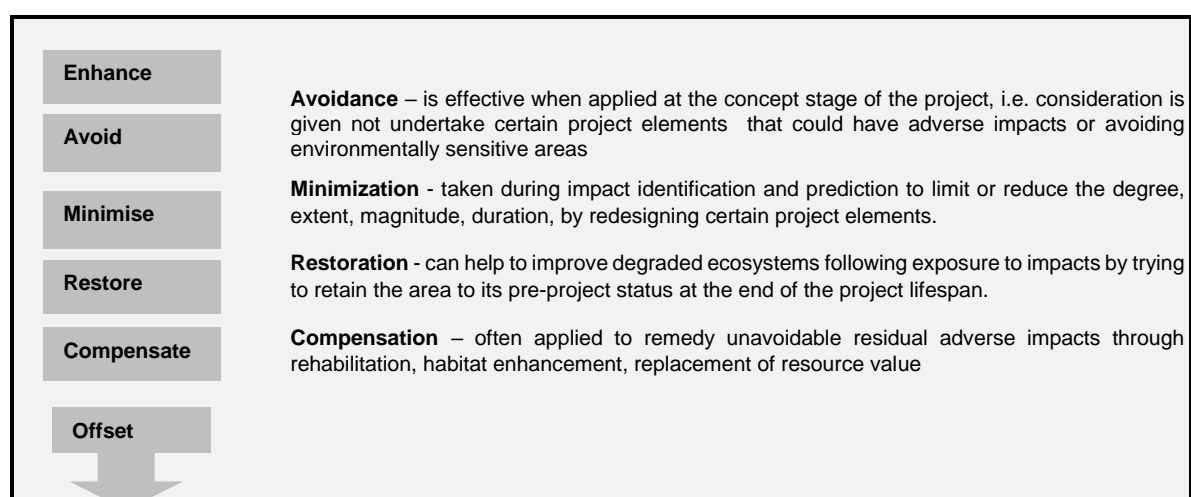 Enhance
Avoid
Minimise
Restore
Compensate
Offset
Avoidance – is effective when applied at the concept stage of the project, i.e. consideration is
given not undertake certain project elements that could have adverse impacts or avoiding
environmentally sensitive areas
Minimization - taken during impact identification and prediction to limit or reduce the degree,
extent, magnitude, duration, by redesigning certain project elements.
Restoration - can help to improve degraded ecosystems following exposure to impacts by trying
to retain the area to its pre-project status at the end of the project lifespan.
Compensation – often applied to remedy unavoidable residual adverse impacts through
rehabilitation, habitat enhancement, replacement of resource value